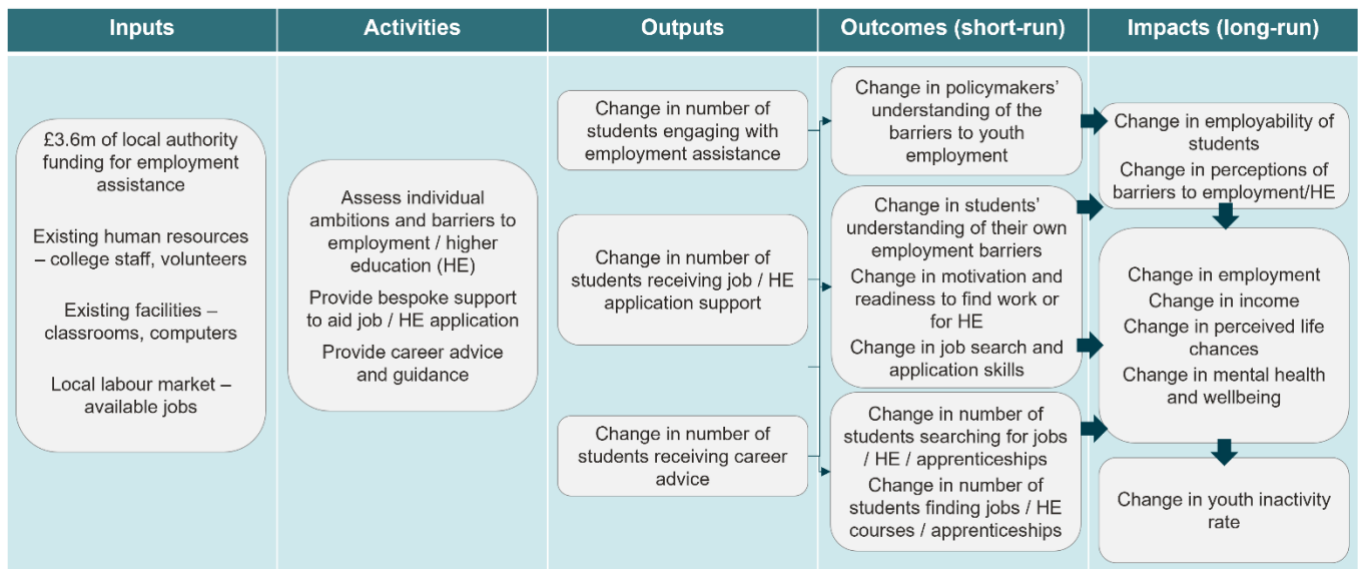 Inputs
Activities
Outputs
Outcomes (short-run)
Impacts (long-run)
£3.6m of local authority
funding for employment
assistance
Existing human resources
– college staff, volunteers
Existing facilities –
classrooms, computers
Local labour market –
available jobs
Assess individual
ambitions and barriers to
employment / higher
education (HE)
Provide bespoke support
to aid job / HE application
Provide career advice
and guidance
Change in number of
students engaging with
employment assistance
Change in number of
students receiving job / HE
application support
Change in number of
students receiving career
advice
Change in policymakers’
understanding of the
barriers to youth
employment
Change in students’
understanding of their own
employment barriers
Change in motivation and
readiness to find work or
for HE
Change in job search and
application skills
Change in number of
students searching for jobs
/ HE / apprenticeships
Change in number of
students finding jobs / HE
courses / apprenticeships
Change in employability of
students
Change in perceptions of
barriers to employment/HE
Change in employment
Change in income
Change in perceived life
chances
Change in mental health
and wellbeing
Change in youth inactivity
rate